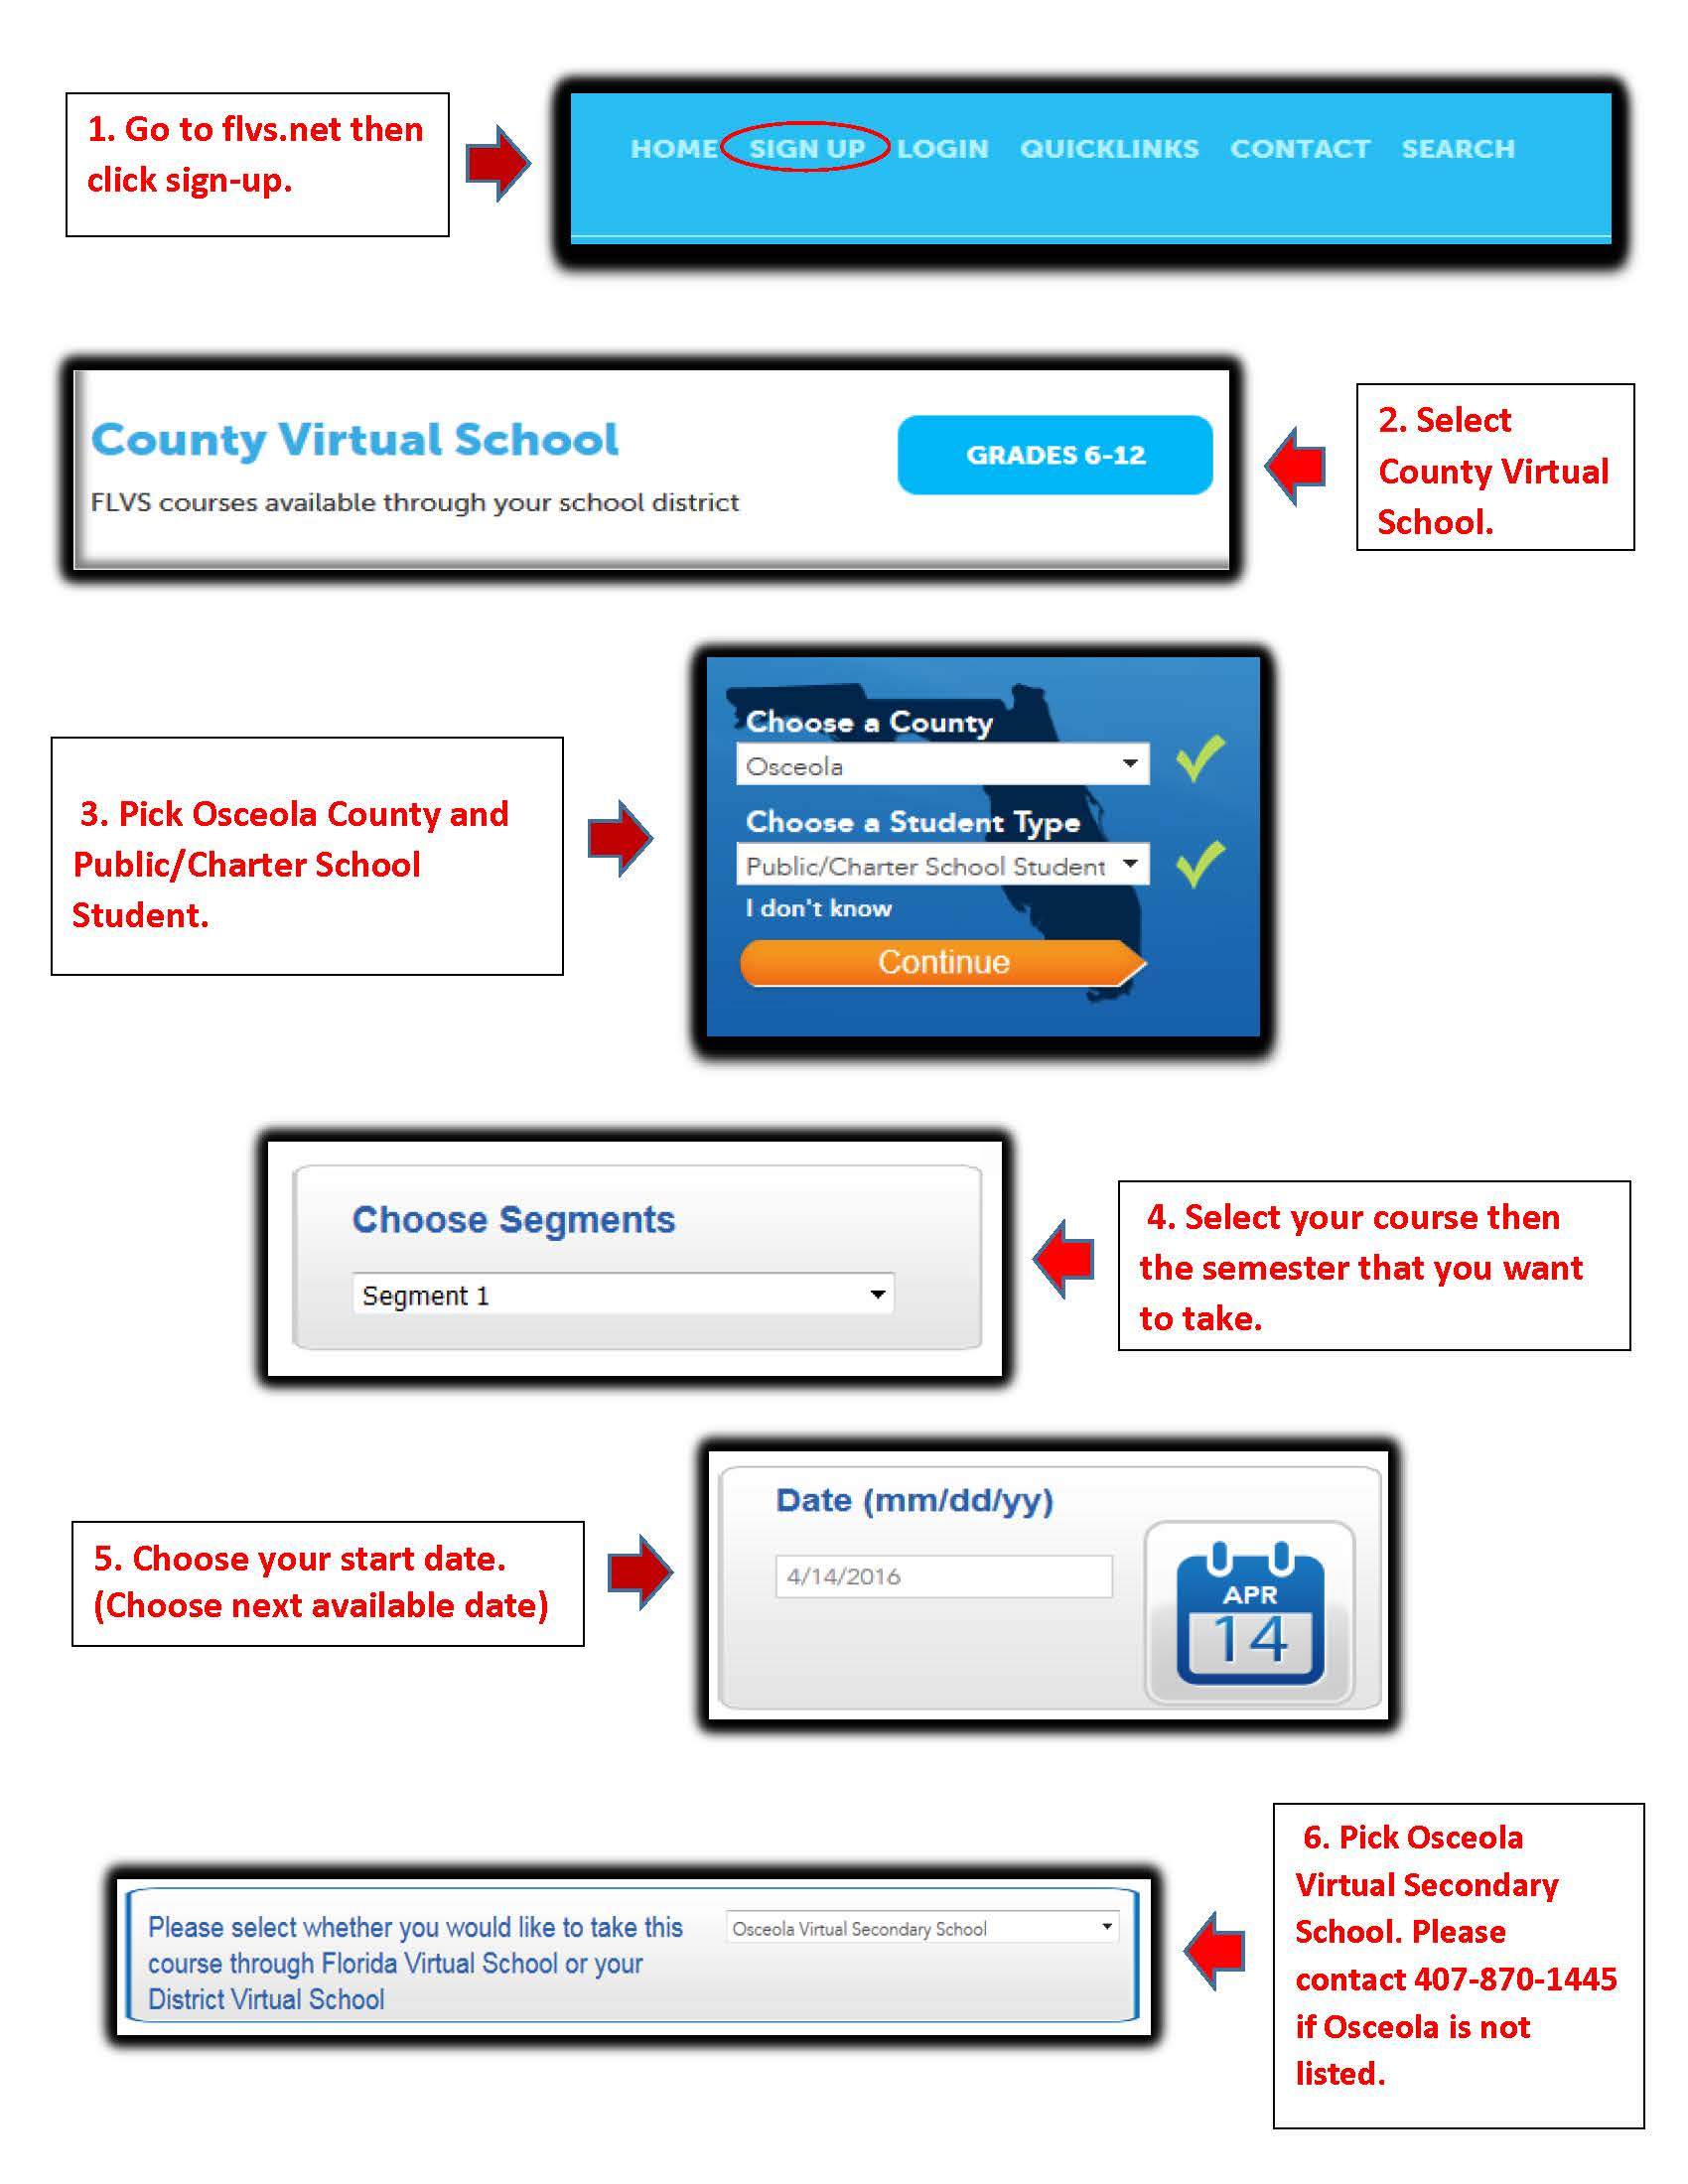 1. Go to flvs.net then
click sign-up.
HOME SIGN UP LOGIN QUICKLINKS CONTACT SEARCH
County Virtual School
FLVS courses available through your school district
GRADES 6-12
2. Select
County Virtual
School.
3. Pick Osceola County and
Public/Charter School
Student.
Choose a County
Osceola
Choose a Student Type
Public/Charter School Student
I don't know
Continue
Choose Segments
Segment 1
4. Select your course then
the semester that you want
to take.
5. Choose your start date.
(Choose next available date)
Date (mm/dd/yy)
4/14/2016
APR
14
Please select whether you would like to take this
course through Florida Virtual School or your
District Virtual School
Osceola Virtual Secondary School
6. Pick Osceola
Virtual Secondary
School. Please
contact 407-870-1445
if Osceola is not
listed.